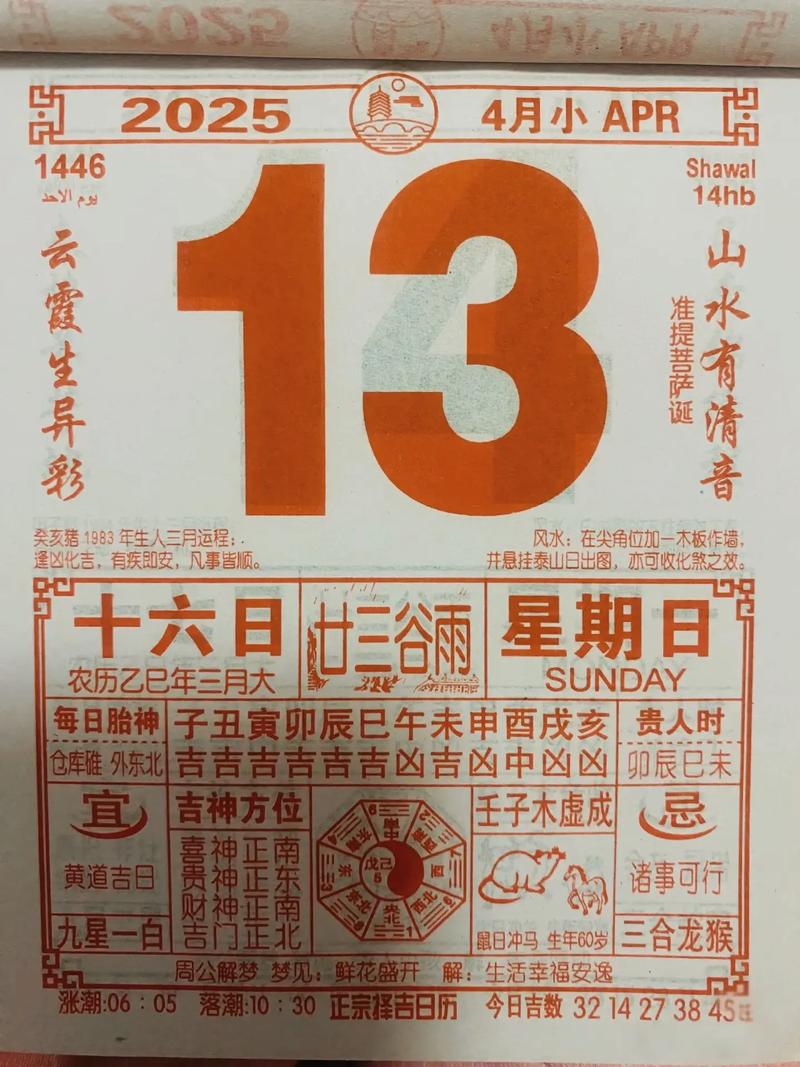 2025
4月小 APR
1446
Shawal
14hb
13
云霞生异彩
山水有清音
准提菩萨诞
癸亥猪1983年生人三月运程:
逢凶化吉,有疾即安,凡事皆顺。
风水:在尖角位加一木板作墙,
并悬挂泰山日出图,亦可收化煞之效。
十六日
农历乙巳年三月大
廿三谷雨
星期日
SUNDAY
每日胎神
仓库碓 外东北
子丑寅卯辰巳午未申酉戌亥
吉吉吉吉吉吉凶吉凶中凶凶
贵人时
卯辰巳未
宜
黄道吉日
九星一白
吉神方位
喜神正南
贵神正东
财神正南
吉门正北
壬子木虚成
鼠日冲马 生年60岁
忌
诸事可行
三合龙猴
周公解梦 梦见:鲜花盛开 解:生活幸福安逸
涨潮:06:05 落潮:10:30 正宗择吉日历 今日吉数 32 14 27 38 45